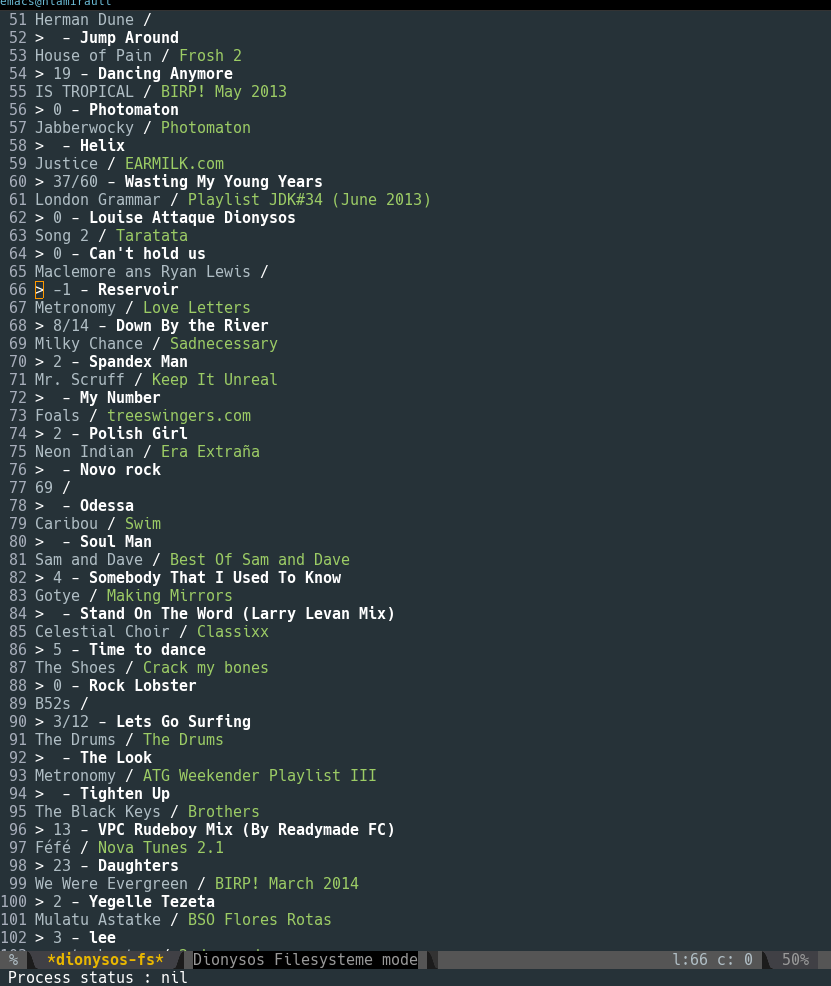 emacs@ntamirault
51 Herman Dune /
52 >  - Jump Around
53 House of Pain / Frosh 2
54 > 19 - Dancing Anymore
55 IS TROPICAL / BIRP! May 2013
56 > 0 - Photomaton
57 Jabberwocky / Photomaton
58 >  - Helix
59 Justice / EARMILK.com
60 > 37/60 - Wasting My Young Years
61 London Grammar / Playlist JDK#34 (June 2013)
62 > 0 - Louise Attaque Dionysos
63 Song 2 / Taratata
64 > 0 - Can't hold us
65 Maclemore ans Ryan Lewis /
66 > -1 - Reservoir
67 Metronomy / Love Letters
68 > 8/14 - Down By the River
69 Milky Chance / Sadnecessary
70 > 2 - Spandex Man
71 Mr. Scruff / Keep It Unreal
72 >  - My Number
73 Foals / treeswingers.com
74 > 2 - Polish Girl
75 Neon Indian / Era Extraña
76 >  - Novo rock
77 69 /
78 >  - Odessa
79 Caribou / Swim
80 >  - Soul Man
81 Sam and Dave / Best Of Sam and Dave
82 > 4 - Somebody That I Used To Know
83 Gotye / Making Mirrors
84 >  - Stand On The Word (Larry Levan Mix)
85 Celestial Choir / Classixx
86 > 5 - Time to dance
87 The Shoes / Crack my bones
88 > 0 - Rock Lobster
89 B52s /
90 > 3/12 - Lets Go Surfing
91 The Drums / The Drums
92 >  - The Look
93 Metronomy / ATG Weekender Playlist III
94 >  - Tighten Up
95 The Black Keys / Brothers
96 > 13 - VPC Rudeboy Mix (By Readymade FC)
97 Féfé / Nova Tunes 2.1
98 > 23 - Daughters
99 We Were Evergreen / BIRP! March 2014
100 > 2 - Yegelle Tezeta
101 Mulatu Astatke / BSO Flores Rotas
102 > 3 - lee
% *dionysos-fs* Dionysos Filesysteme mode l:66 c: 0 50%
Process status : nil